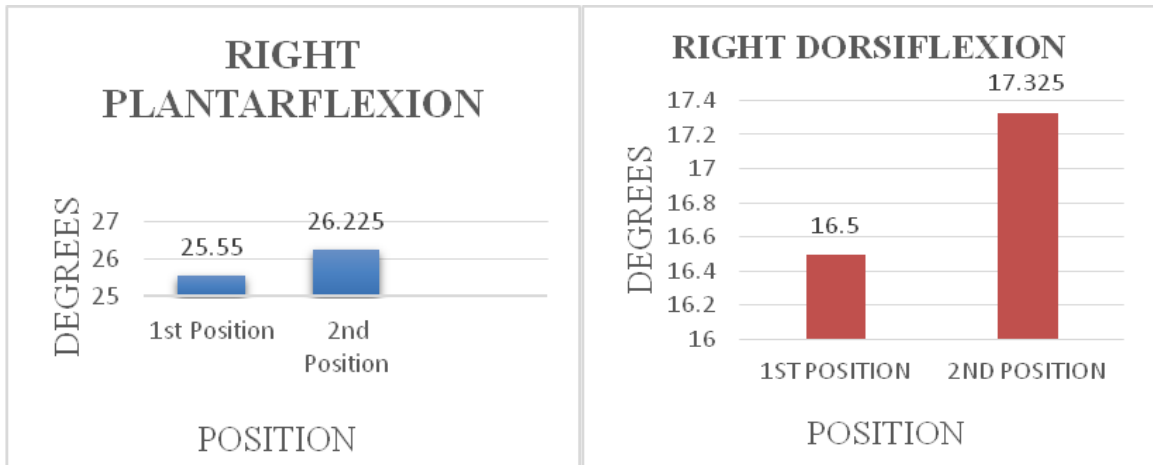 RIGHT
PLANTARFLEXION
DEGREES
27
26
25
25.55
26.225
1st Position
2nd
Position
POSITION
RIGHT DORSIFLEXION
DEGREES
17.4
17.2
17
16.8
16.6
16.4
16.2
16
16.5
17.325
1ST POSITION
2ND POSITION
POSITION